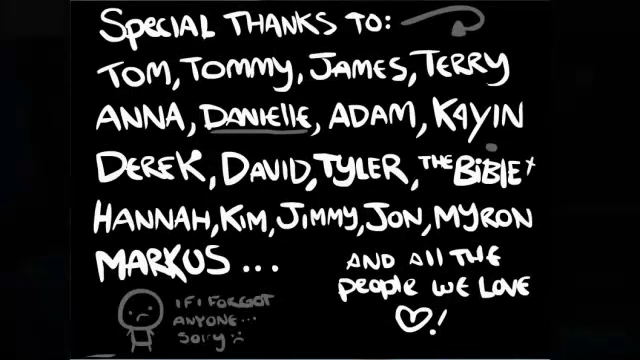 SPECIAL THANKS TO:
TOM, TOMMY, JAMES, TERRY
ANNA, DANIELLE, ADAM, KAYIN
DEREK, DAVID, TYLER, THE BIBLE
HANNAH, KIM, JIMMY, JON, MYRON
MARKUS ... AND All THE
people WE LOVE
♡!
IF I FORGOT
ANYONE...
Sorry :(